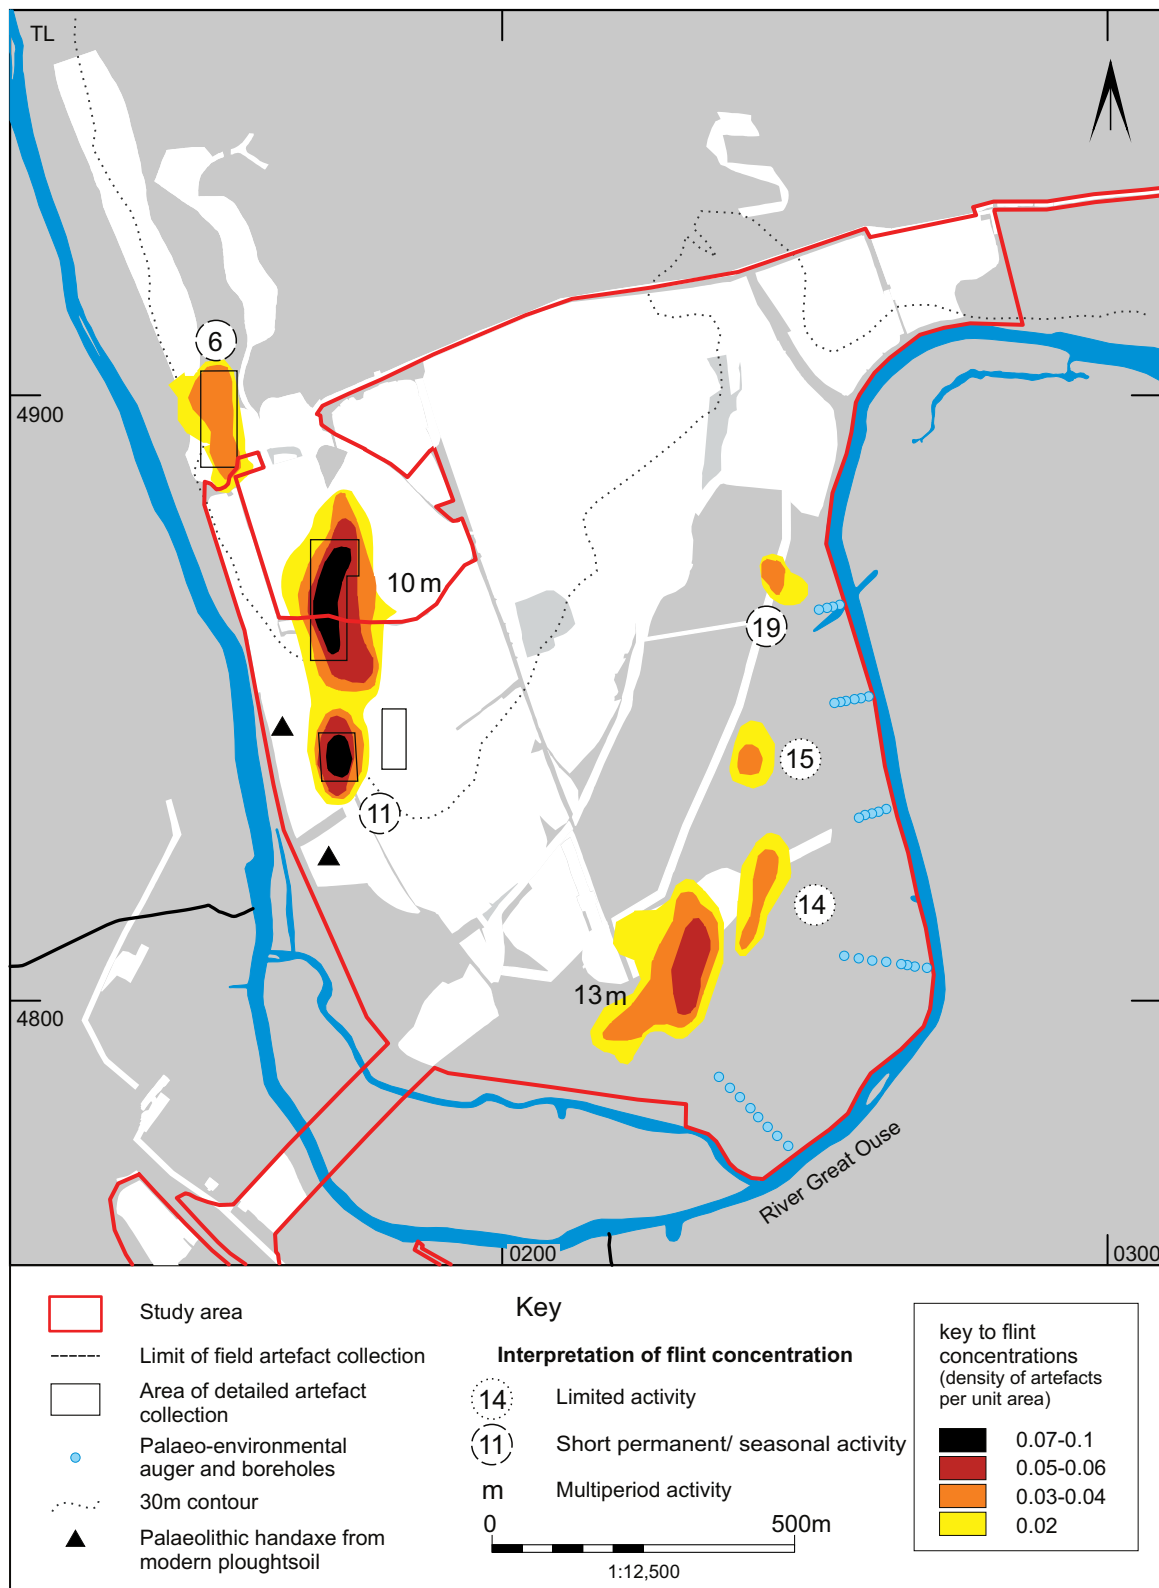 TL
6
4900
10 m
19
15
11
14
13 m
4800
River Great Ouse
0200
0300
Key
Study area
Limit of field artefact collection
Area of detailed artefact
collection
Palaeo-environmental
auger and boreholes
30m contour
Palaeolithic handaxe from
modern ploughtsoil
Interpretation of flint concentration
14 Limited activity
11 Short permanent/ seasonal activity
m Multiperiod activity
0 500m
1:12,500
key to flint
concentrations
(density of artefacts
per unit area)
0.07-0.1
0.05-0.06
0.03-0.04
0.02